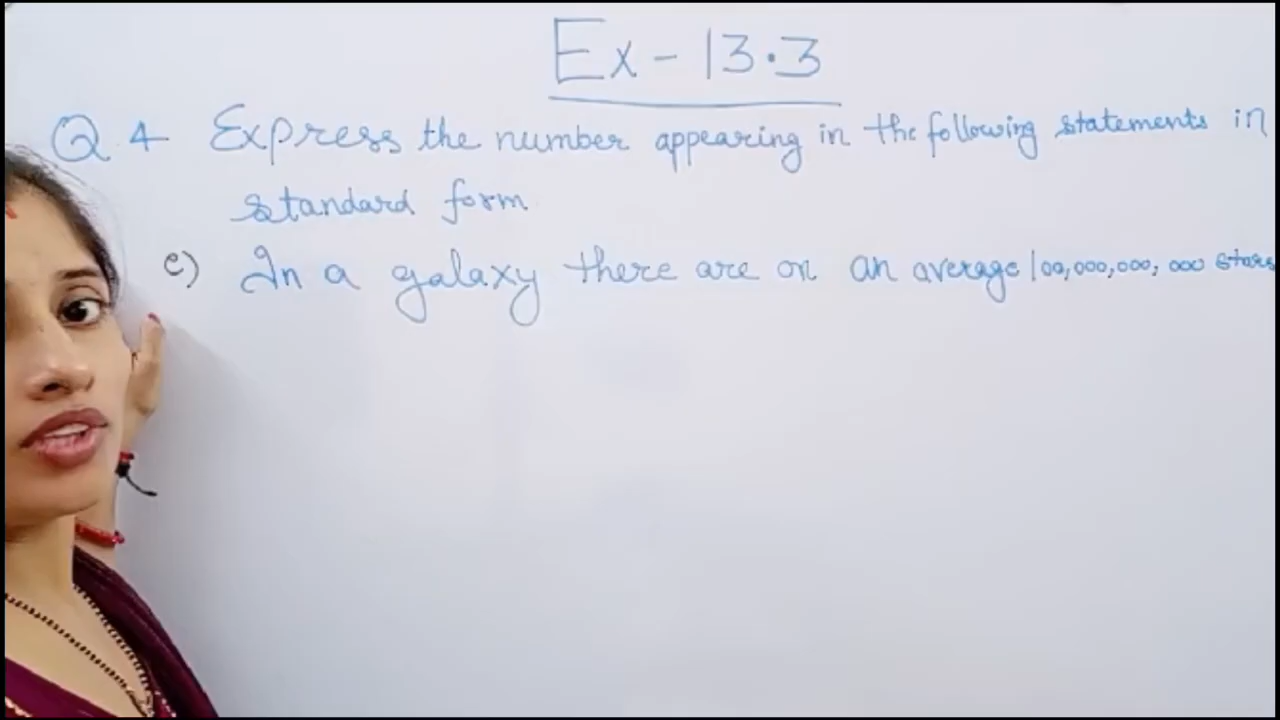 Ex - 13.3
Q.4 Express the number appearing in the following statements in
standard form
e) In a galaxy there are on an average 100,000,000,000 stars